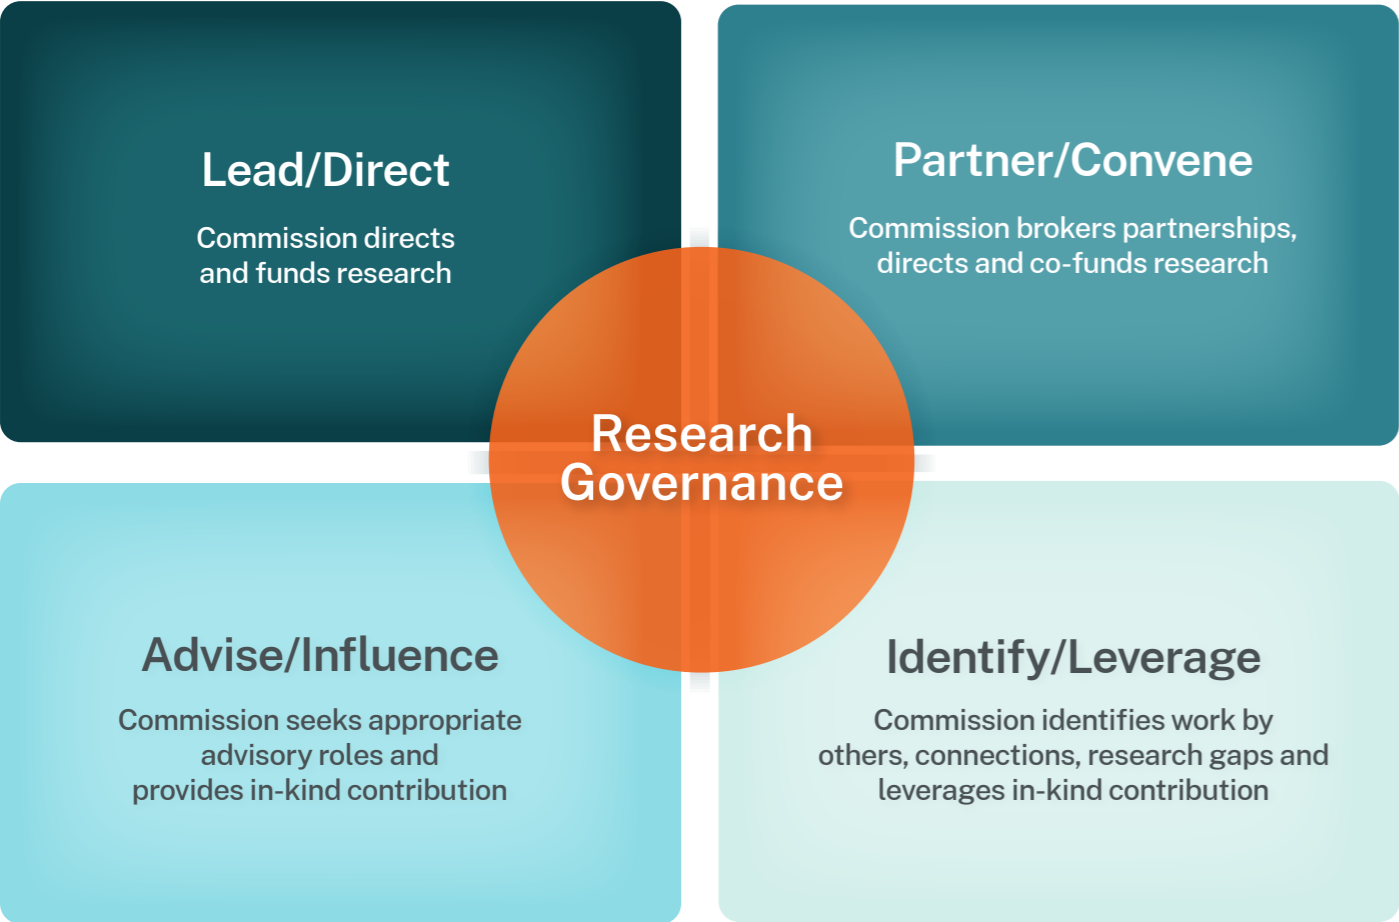 Lead/Direct
Commission directs
and funds research
Partner/Convene
Commission brokers partnerships,
directs and co-funds research
Research
Governance
Advise/Influence
Commission seeks appropriate
advisory roles and
provides in-kind contribution
Identify/Leverage
Commission identifies work by
others, connections, research gaps and
leverages in-kind contribution